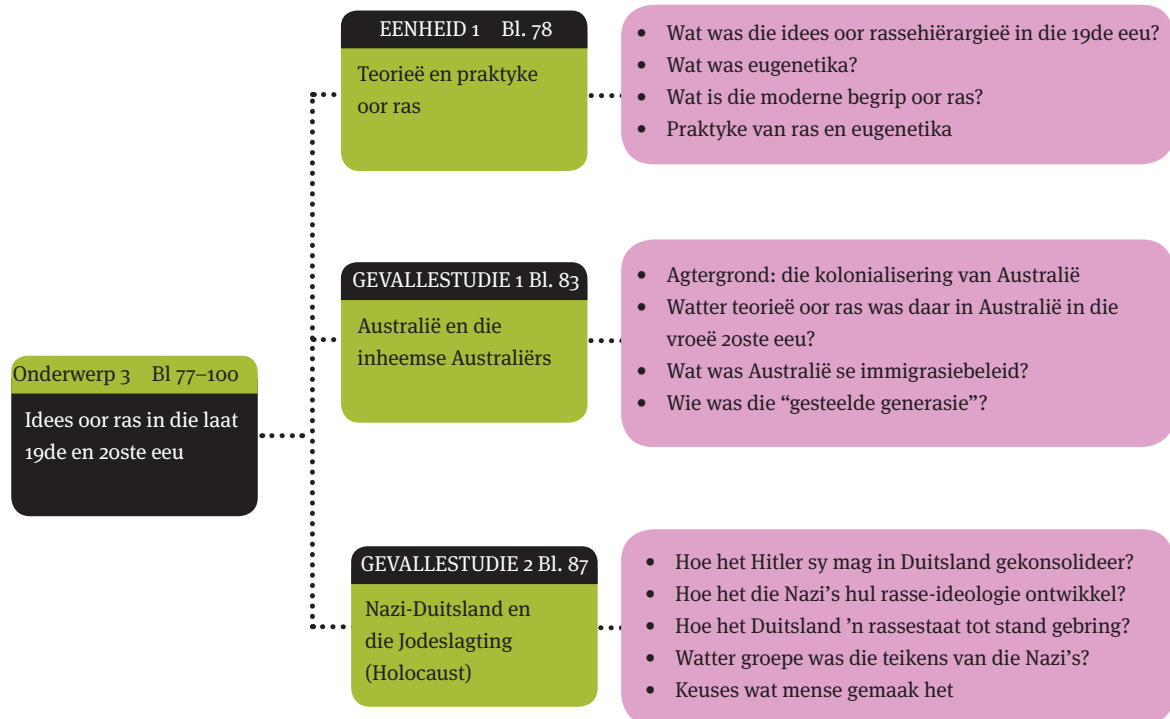 EENHEID 1 Bl. 78
Teorieë en praktyke
oor ras
• Wat was die idees oor rassehiërargieë in die 19de eeu?
• Wat was eugenetika?
• Wat is die moderne begrip oor ras?
• Praktyke van ras en eugenetika
GEVALLESTUDIE 1 Bl. 83
Australië en die
inheemse Australiërs
• Agtergrond: die kolonialisering van Australië
• Watter teorieë oor ras was daar in Australië in die
vroeë 20ste eeu?
• Wat was Australië se immigrasiebeleid?
• Wie was die “gesteelde generasie”?
Onderwerp 3 Bl 77–100
Idees oor ras in die laat
19de en 20ste eeu
GEVALLESTUDIE 2 Bl. 87
Nazi-Duitsland en
die Jodeslagting
(Holocaust)
• Hoe het Hitler sy mag in Duitsland gekonsolideer?
• Hoe het die Nazi’s hul rasse-ideologie ontwikkel?
• Hoe het Duitsland ’n rassestaat tot stand gebring?
• Watter groepe was die teikens van die Nazi’s?
• Keuses wat mense gemaak het